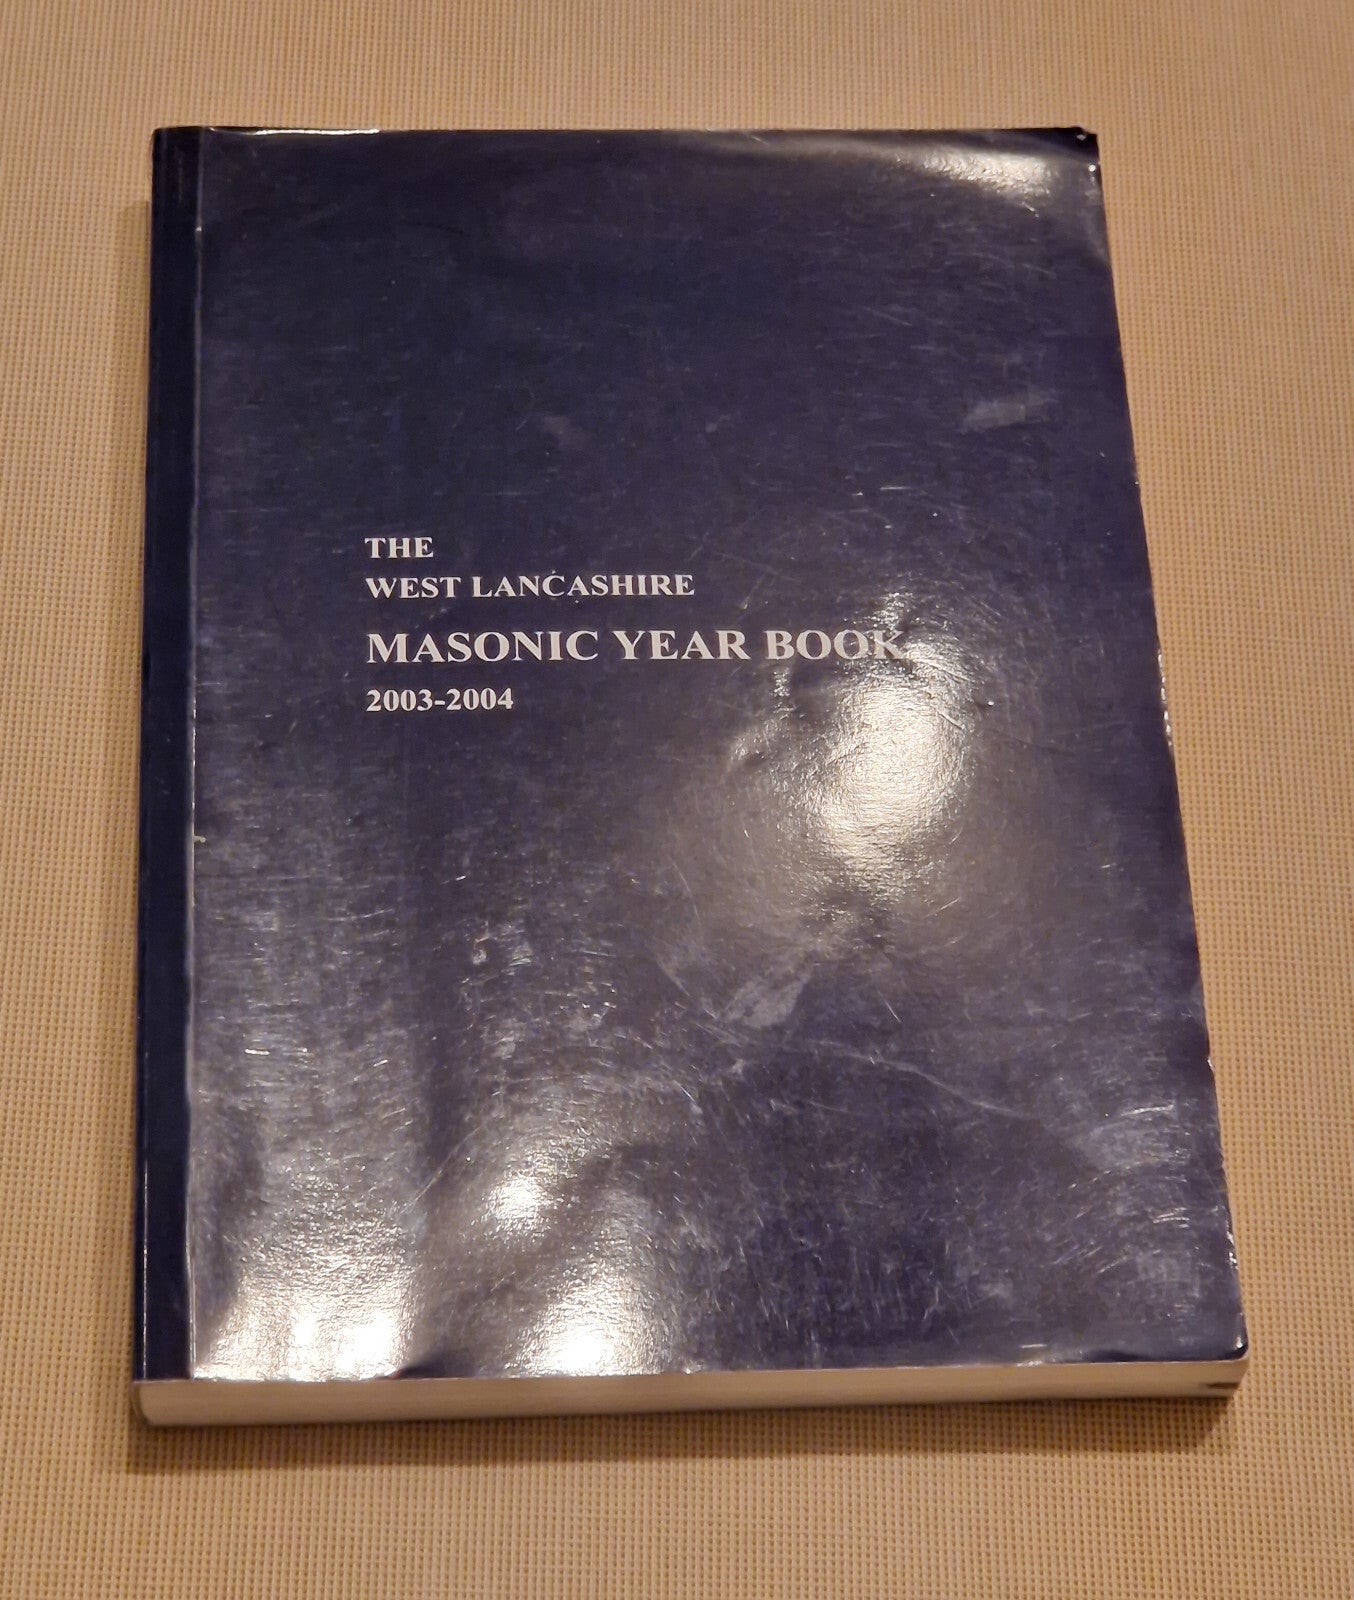 THE
WEST LANCASHIRE
MASONIC YEAR BOOK
2003-2004